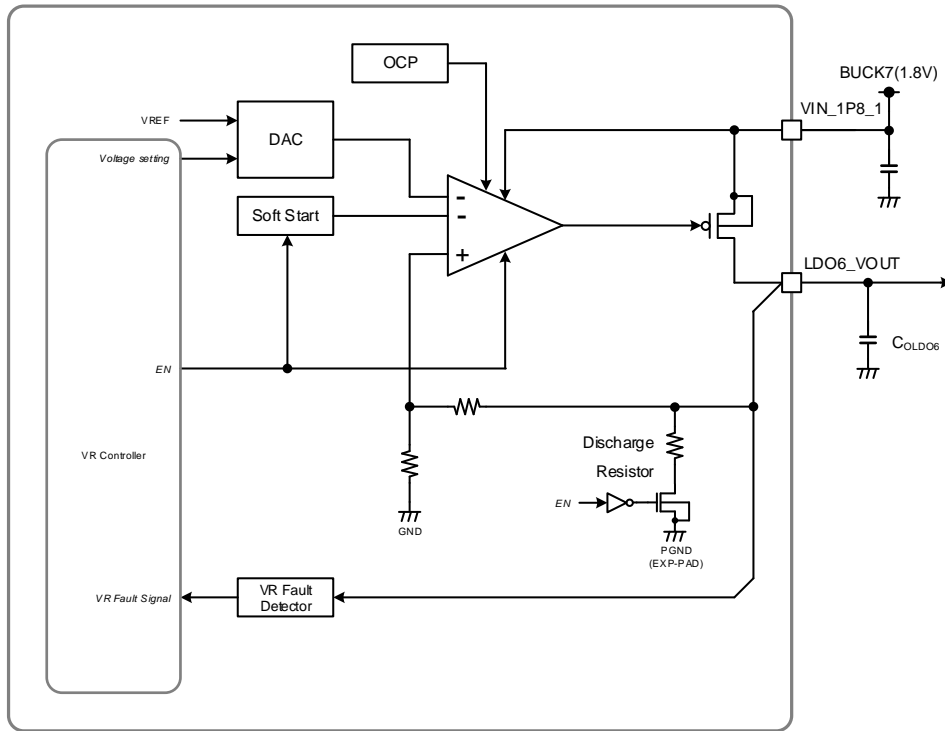 OCP
BUCK7(1.8V)
VIN_1P8_1
VREF
DAC
Voltage setting
Soft Start
-
-
+
LDO6_VOUT
COLDO6
EN
Discharge
Resistor
VR Controller
EN
GND
PGND
(EXP-PAD)
VR Fault Signal
VR Fault
Detector